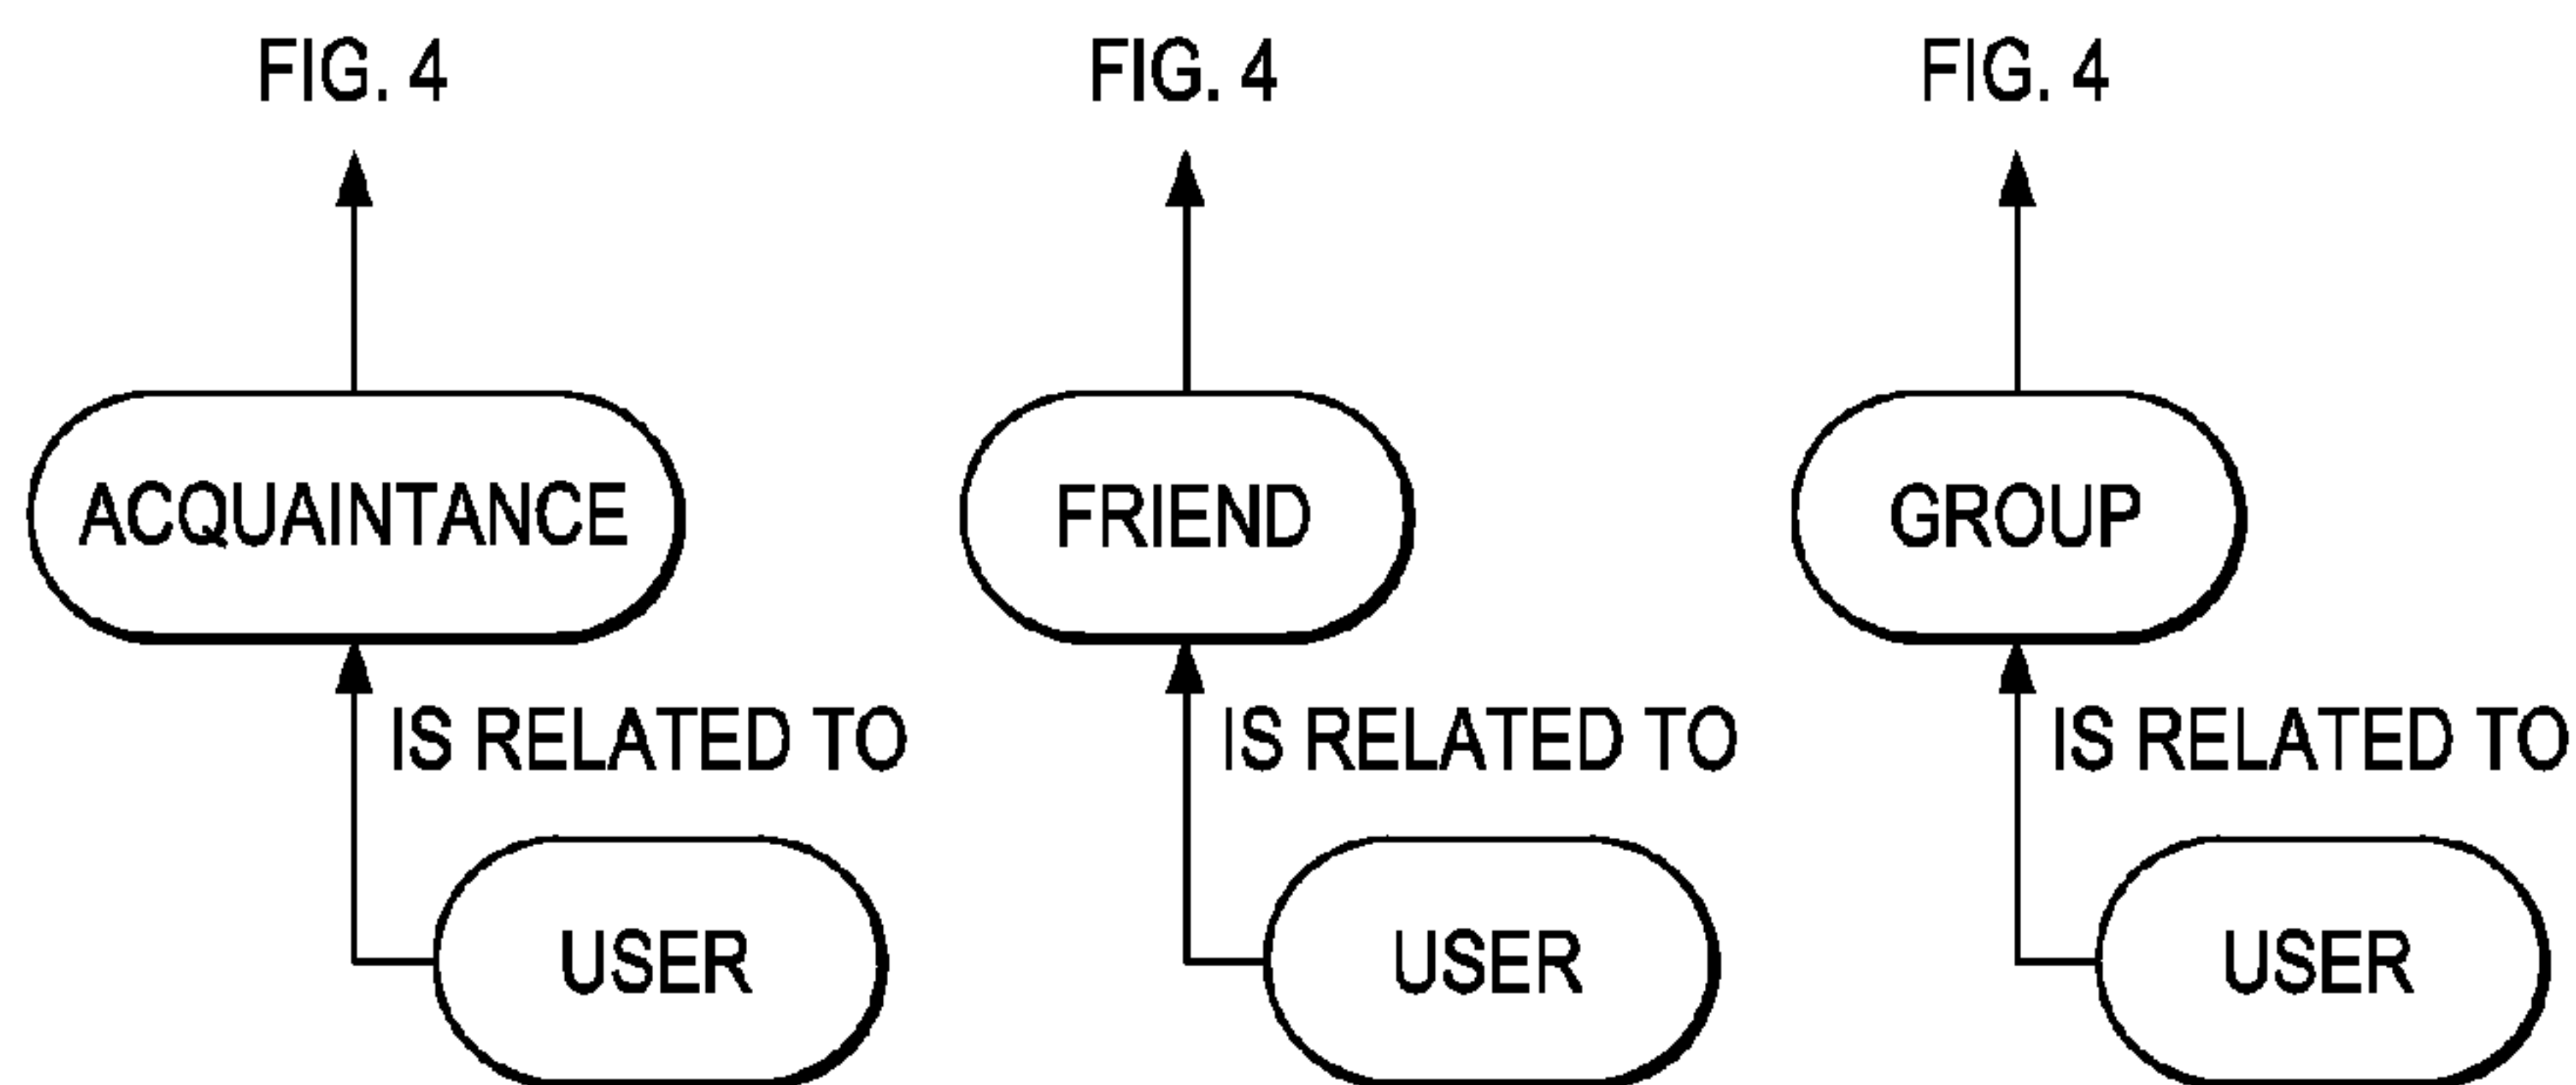 FIG. 4 FIG. 4 FIG. 4
ACQUAINTANCE FRIEND GROUP
IS RELATED TO IS RELATED TO IS RELATED TO
USER USER USER